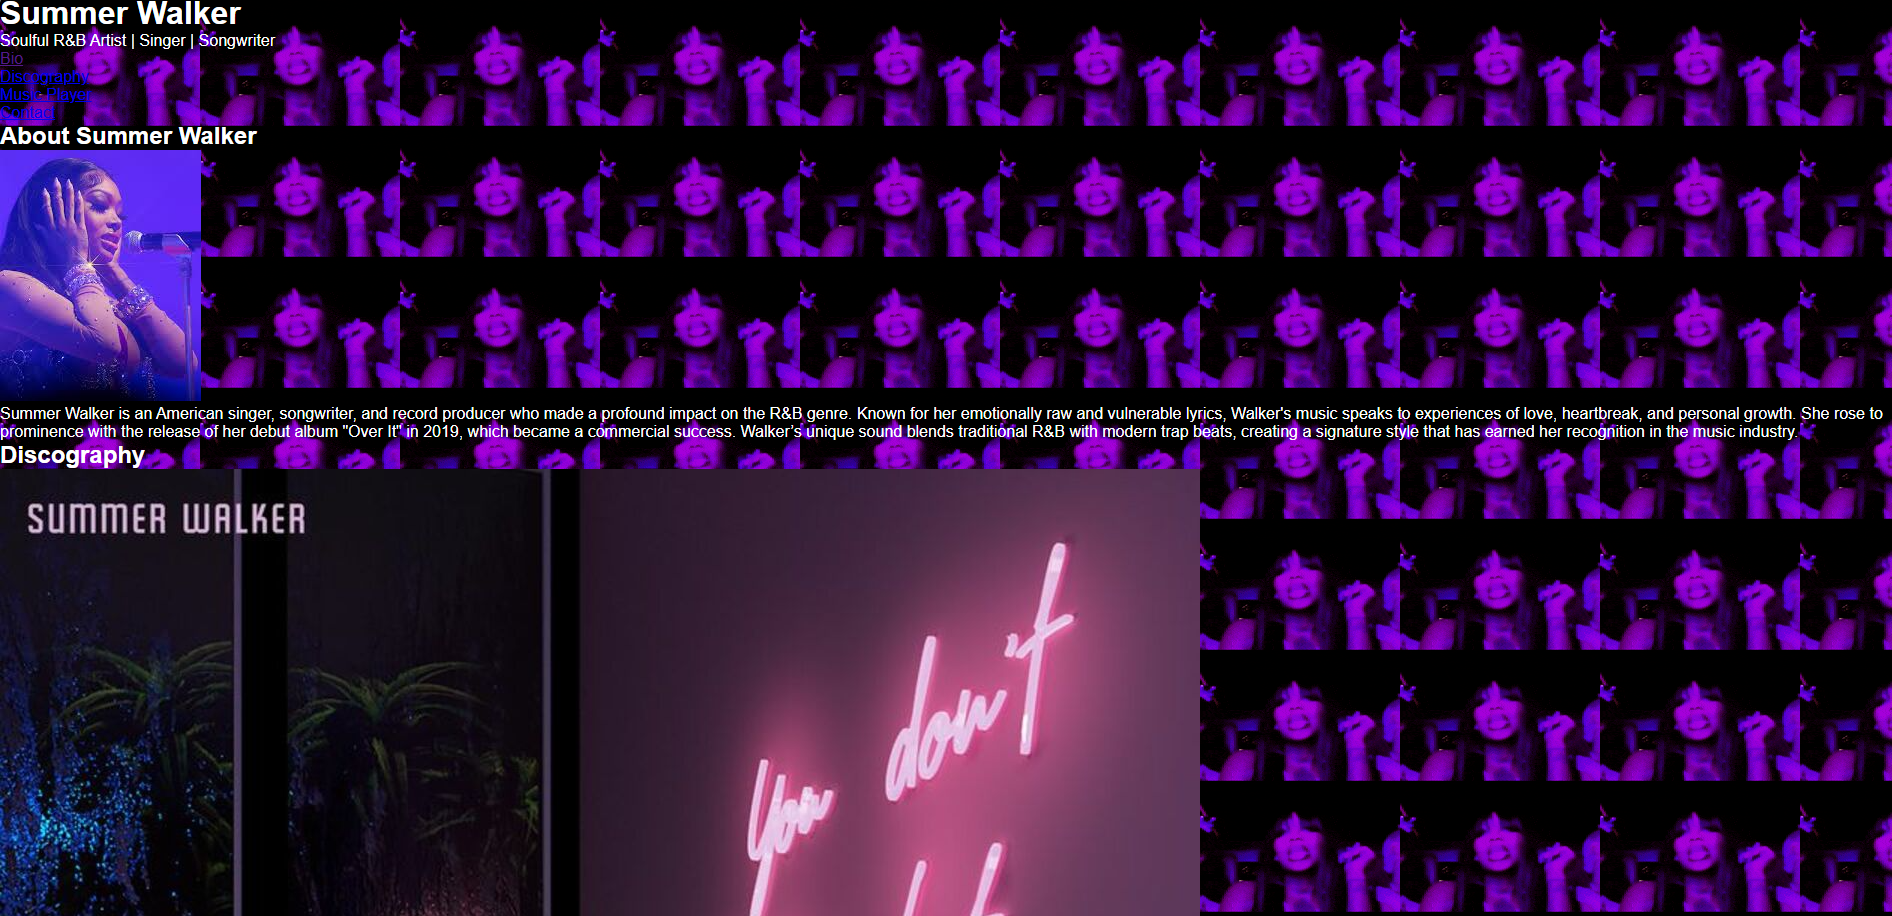 Summer Walker
Soulful R&B Artist | Singer | Songwriter
Bio
Discography
Music Player
Contact
About Summer Walker
Summer Walker is an American singer, songwriter, and record producer who made a profound impact on the R&B genre. Known for her emotionally raw and vulnerable lyrics, Walker's music speaks to experiences of love, heartbreak, and personal growth. She rose to
prominence with the release of her debut album "Over It" in 2019, which became a commercial success. Walker’s unique sound blends traditional R&B with modern trap beats, creating a signature style that has earned her recognition in the music industry.
Discography
SUMMER WALKER
you don't